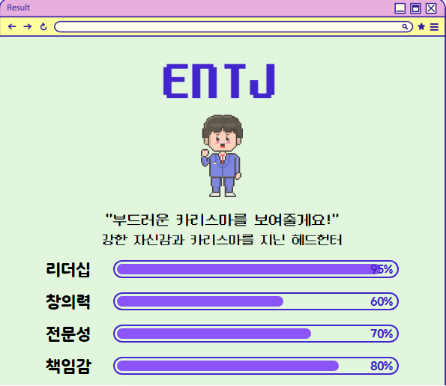 Result
ENTJ
"부드러운 카리스마를 보여줄게요!"
강한 자신감과 카리스마를 지닌 헤드헌터
리더십 95%
창의력 60%
전문성 70%
책임감 80%